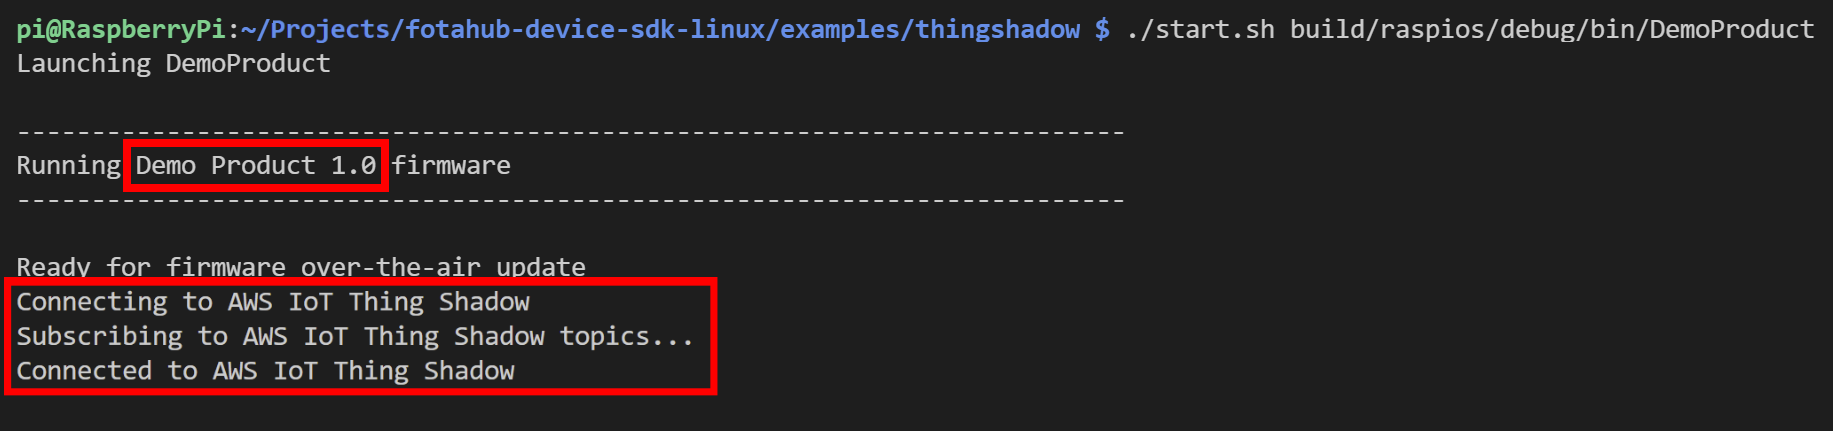 pi@RaspberryPi:~/Projects/fotahub-device-sdk-linux/examples/thingshadow $ ./start.sh build/raspios/debug/bin/DemoProduct
Launching DemoProduct
--------------------------------------------------------------------------
Running Demo Product 1.0 firmware
--------------------------------------------------------------------------
Ready for firmware over-the-air update
Connecting to AWS IoT Thing Shadow
Subscribing to AWS IoT Thing Shadow topics...
Connected to AWS IoT Thing Shadow